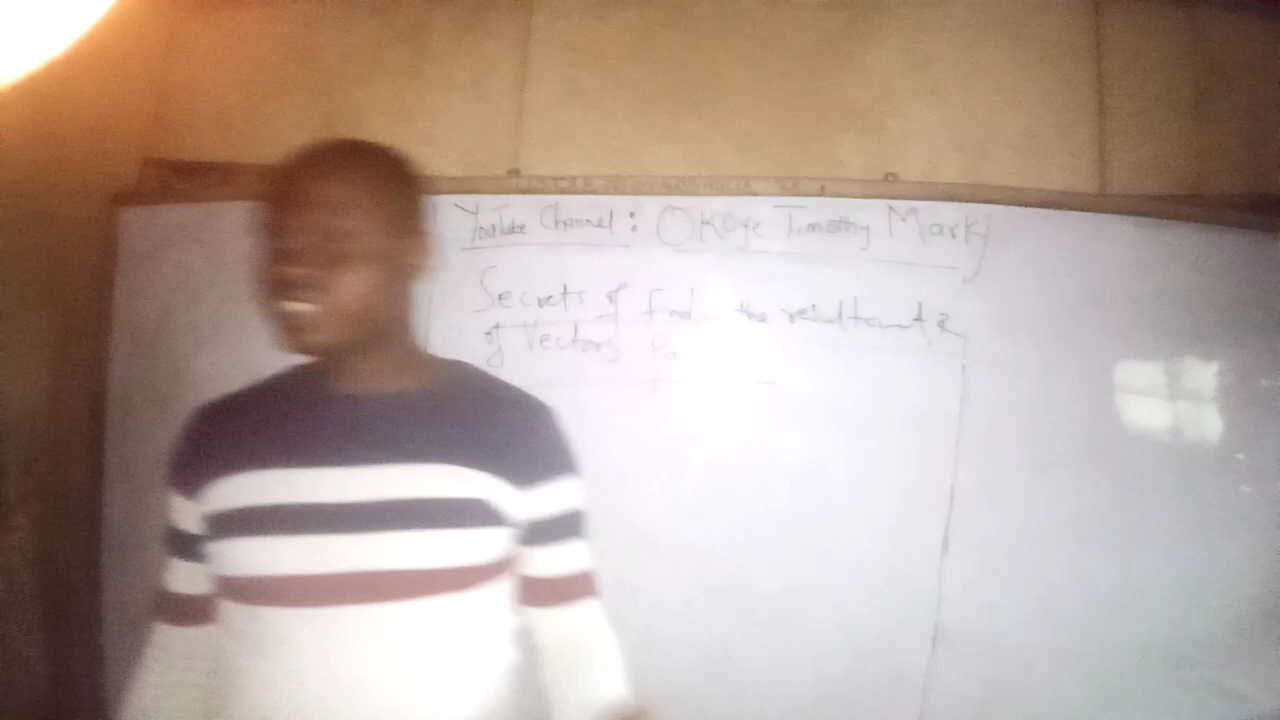 YouTube Channel: Okoye Timothy Mark
Secrets of find the resultant
of Vectors